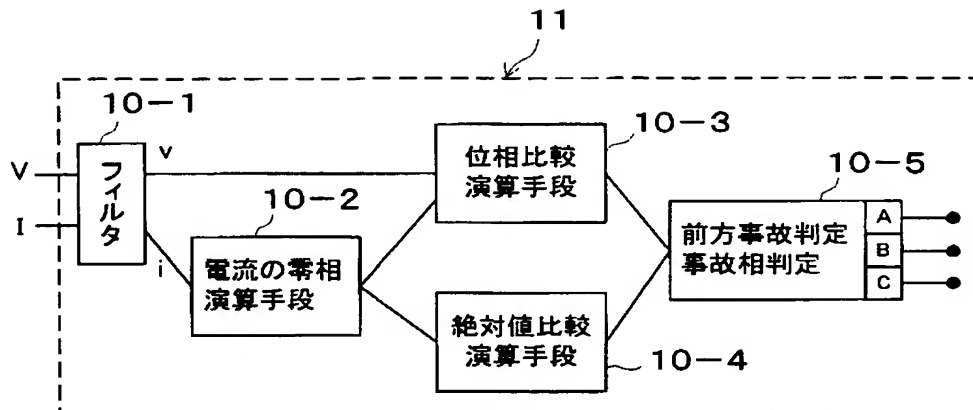 11
10-1
V
I
フィルタ
v
i
10-2
電流の零相
演算手段
10-3
位相比較
演算手段
絶対値比較
演算手段
10-4
10-5
前方事故判定
事故相判定
A
B
C